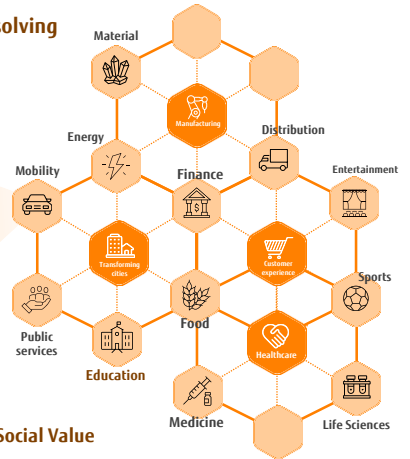 solving
Material
Manufacturing
Distribution
Energy
Finance
Entertainment
Mobility
Transforming
cities
Customer
experience
Sports
Food
Public
services
Healthcare
Education
Medicine
Life Sciences
Social Value